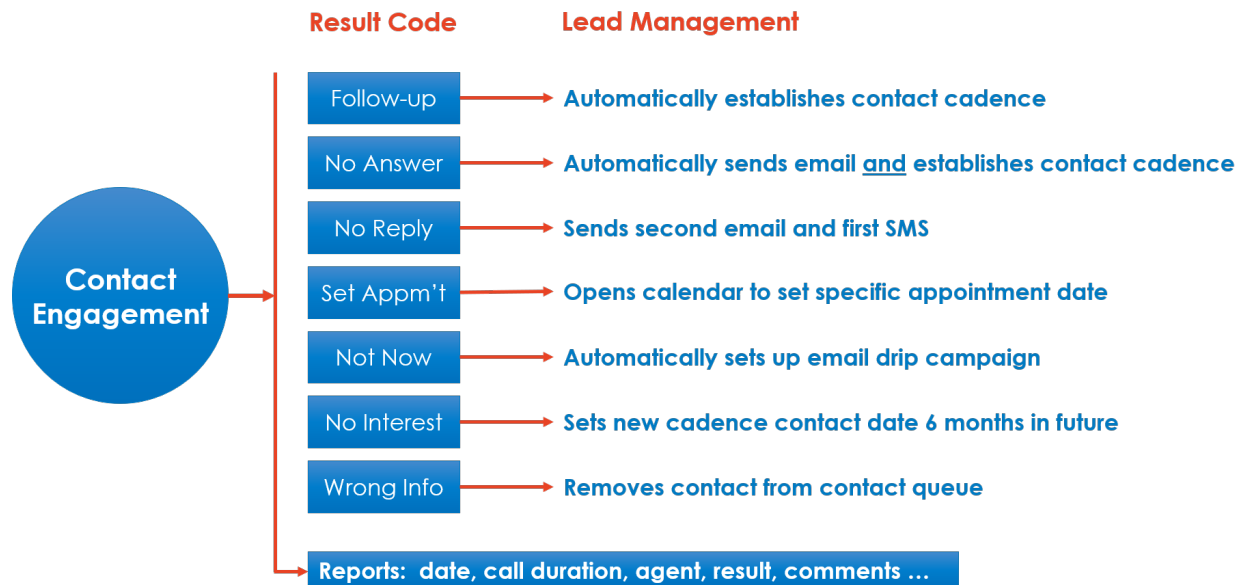 Result Code
Lead Management
Follow-up
Automatically establishes contact cadence
No Answer
Automatically sends email and establishes contact cadence
No Reply
Sends second email and first SMS
Contact
Engagement
Set Appm't
Opens calendar to set specific appointment date
Not Now
Automatically sets up email drip campaign
No Interest
Sets new cadence contact date 6 months in future
Wrong Info
Removes contact from contact queue
Reports: date, call duration, agent, result, comments ...